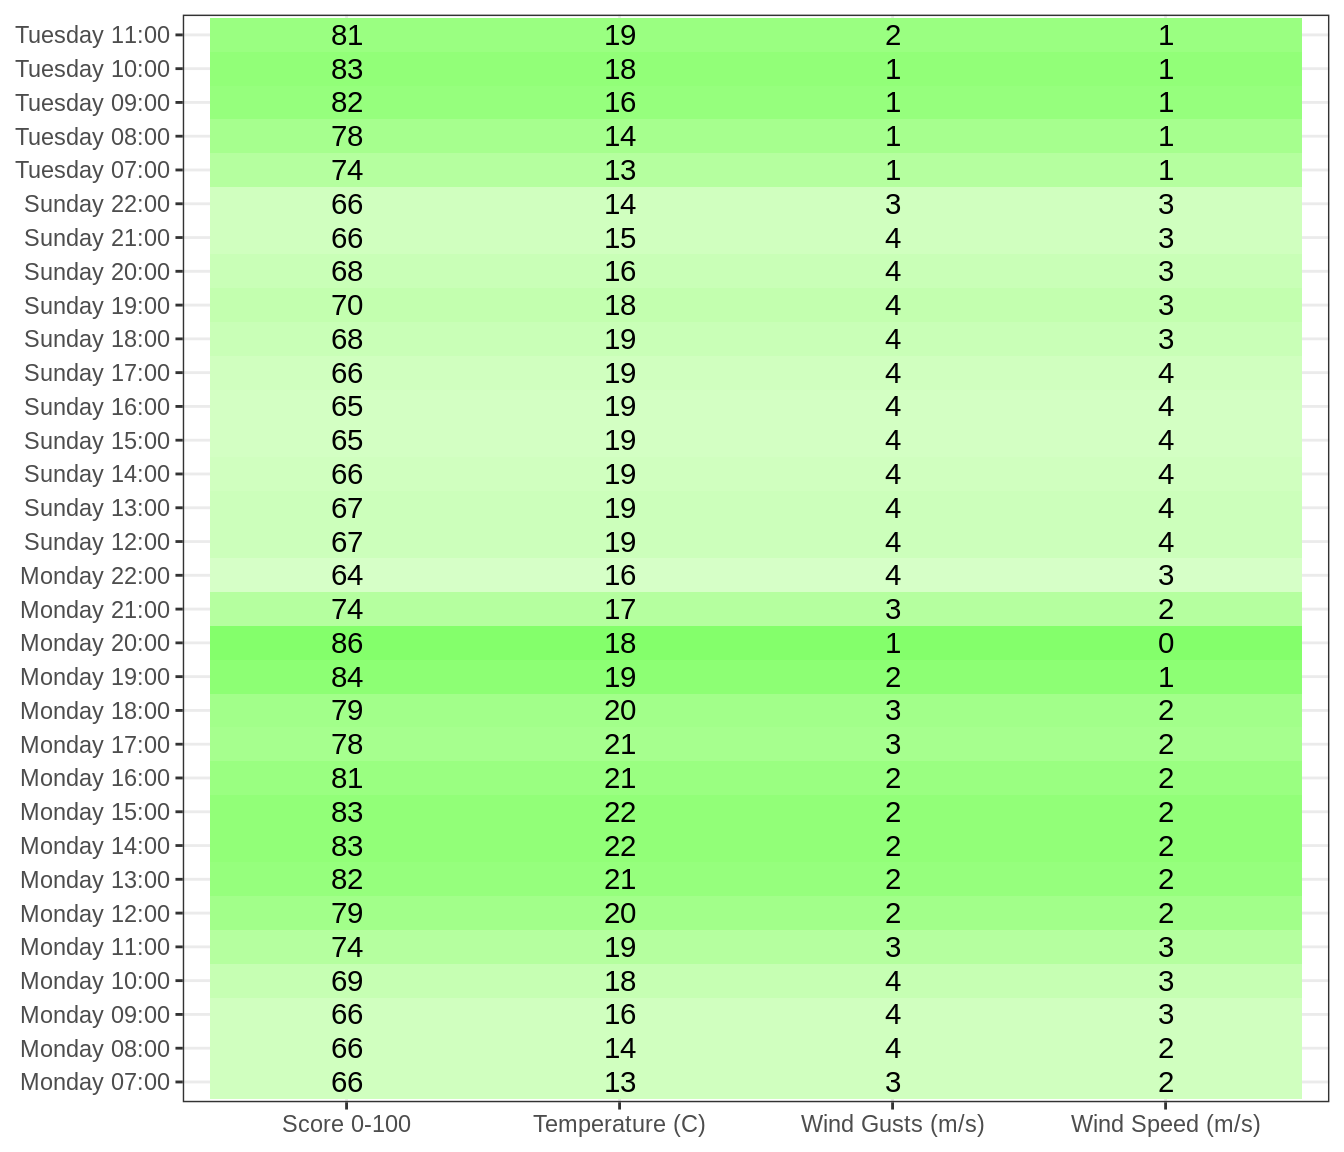 Tuesday 11:00 81 19 2 1
Tuesday 10:00 83 18 1 1
Tuesday 09:00 82 16 1 1
Tuesday 08:00 78 14 1 1
Tuesday 07:00 74 13 1 1
Sunday 22:00 66 14 3 3
Sunday 21:00 66 15 4 3
Sunday 20:00 68 16 4 3
Sunday 19:00 70 18 4 3
Sunday 18:00 68 19 4 3
Sunday 17:00 66 19 4 4
Sunday 16:00 65 19 4 4
Sunday 15:00 65 19 4 4
Sunday 14:00 66 19 4 4
Sunday 13:00 67 19 4 4
Sunday 12:00 67 19 4 4
Monday 22:00 64 16 4 3
Monday 21:00 74 17 3 2
Monday 20:00 86 18 1 0
Monday 19:00 84 19 2 1
Monday 18:00 79 20 3 2
Monday 17:00 78 21 3 2
Monday 16:00 81 21 2 2
Monday 15:00 83 22 2 2
Monday 14:00 83 22 2 2
Monday 13:00 82 21 2 2
Monday 12:00 79 20 2 2
Monday 11:00 74 19 3 3
Monday 10:00 69 18 4 3
Monday 09:00 66 16 4 3
Monday 08:00 66 14 4 2
Monday 07:00 66 13 3 2
Score 0-100 Temperature (C) Wind Gusts (m/s) Wind Speed (m/s)